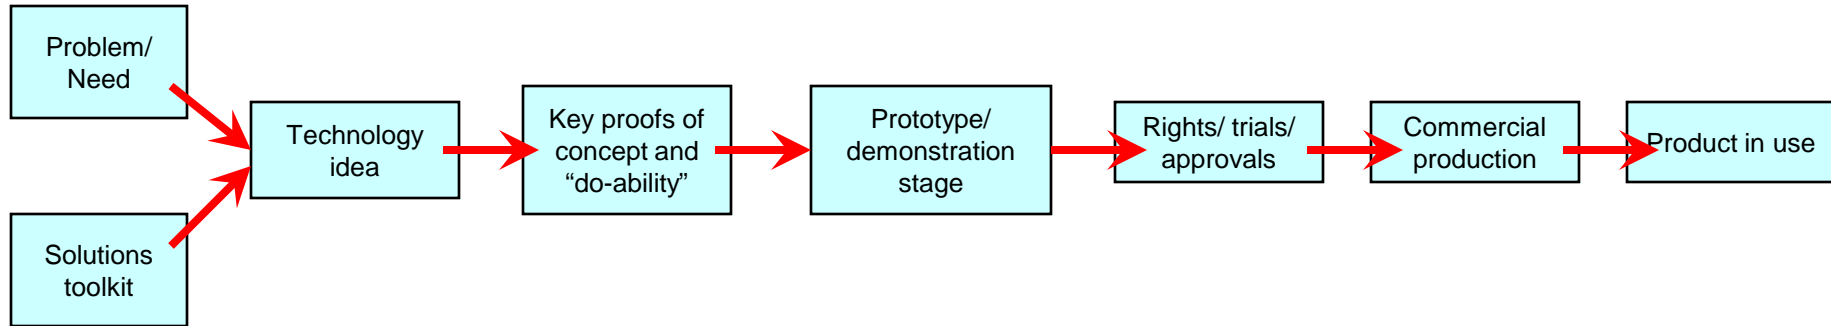 Problem/
Need
Solutions
toolkit
Technology
idea
Key proofs of
concept and
“do-ability”
Prototype/
demonstration
stage
Rights/ trials/
approvals
Commercial
production
Product in use